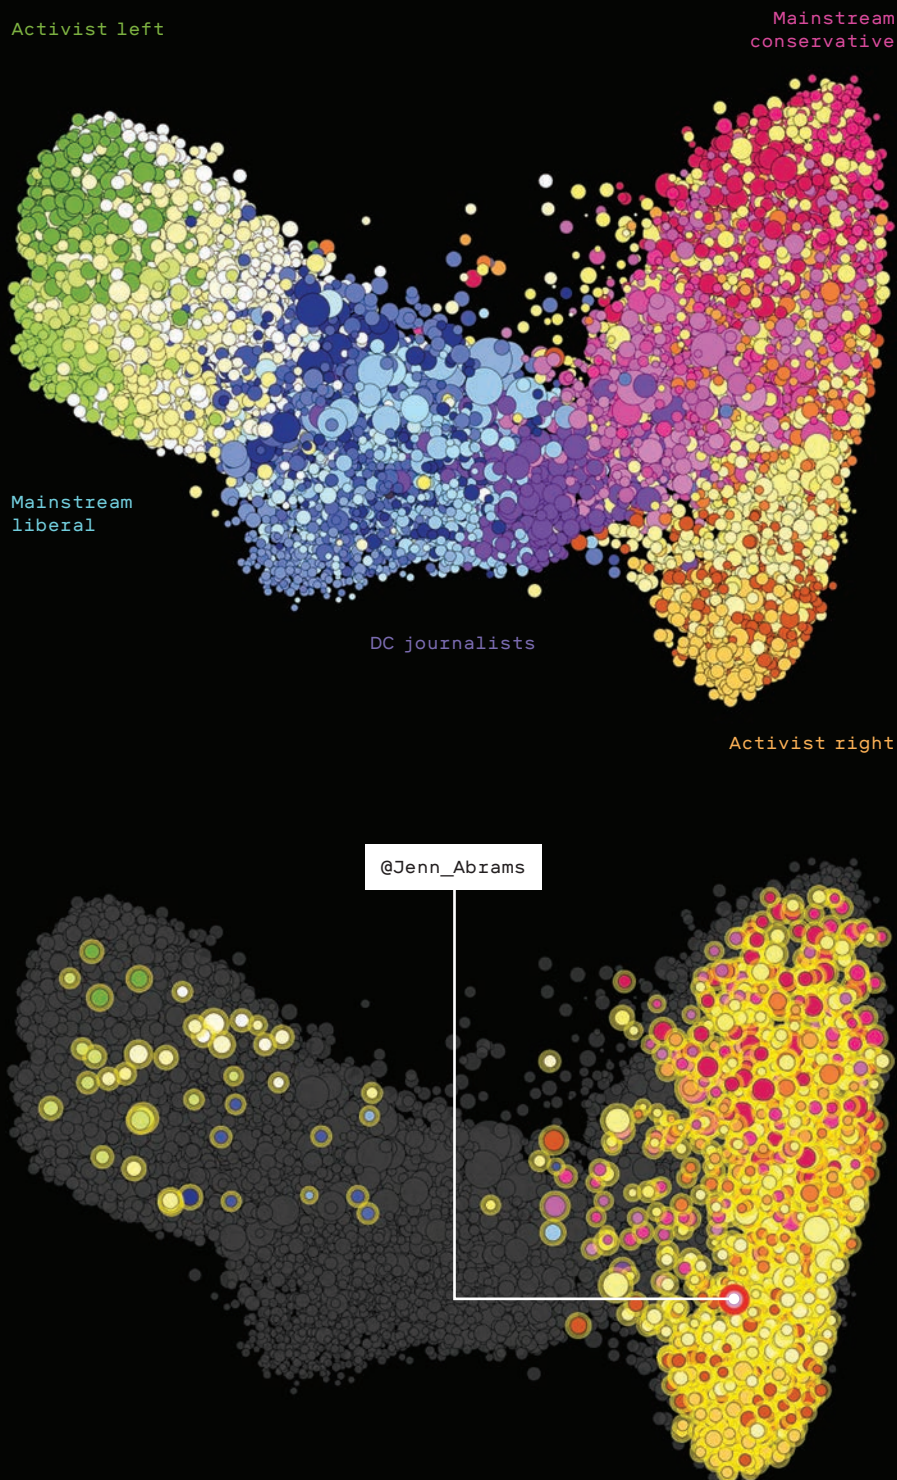 Activist left
Mainstream
conservative
Mainstream
liberal
DC journalists
Activist right
@Jenn_Abrams